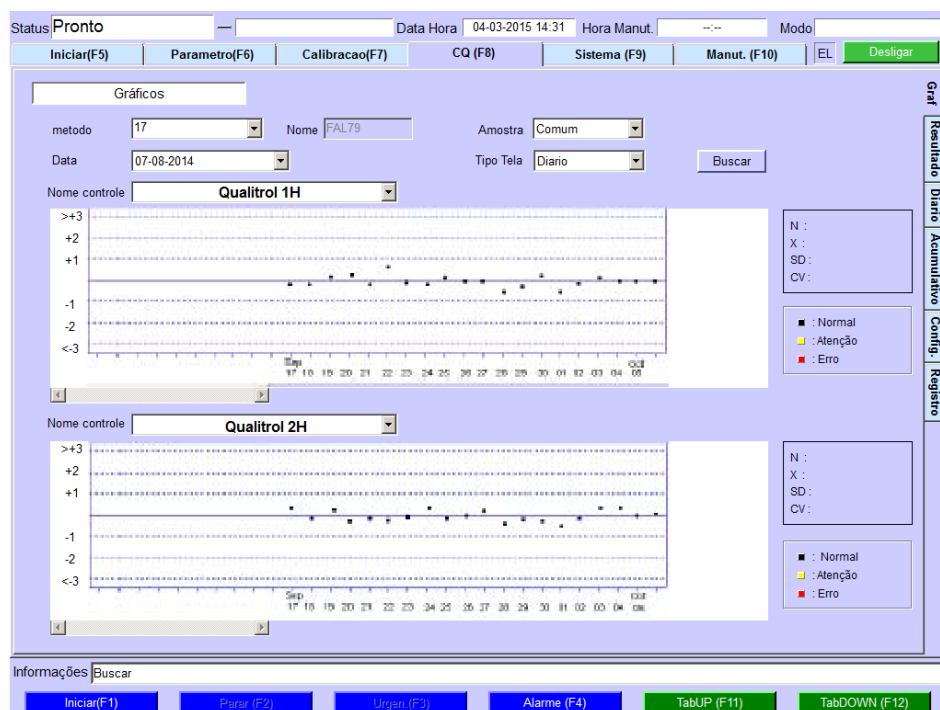 Status Pronto — Data Hora 04-03-2015 14:31 Hora Manut. --:-- Modo
Iniciar(F5) Parametro(F6) Calibracao(F7) CQ (F8) Sistema (F9) Manut. (F10) EL Desligar
Gráficos
metodo 17 Nome FAL79 Amostra Comum
Data 07-08-2014 Tipo Tela Diario Buscar
Nome controle Qualitrol 1H
>+3
+2
+1
-1
-2
<-3
Sep Oct
17 18 19 20 21 22 23 24 25 26 27 28 29 30 01 02 03 04 05
N :
X :
SD :
CV :
: Normal
: Atenção
: Erro
Nome controle Qualitrol 2H
>+3
+2
+1
-1
-2
<-3
Sep
17 18 19 20 21 22 23 24 25 26 27 28 29 30 01 02 03 04
N :
X :
SD :
CV :
: Normal
: Atenção
: Erro
Graf
Resultado
Diario
Acumulativo
Config.
Registro
Informações Buscar
Iniciar(F1) Parar (F2) Urgen.(F3) Alarme (F4) TabUP (F11) TabDOWN (F12)